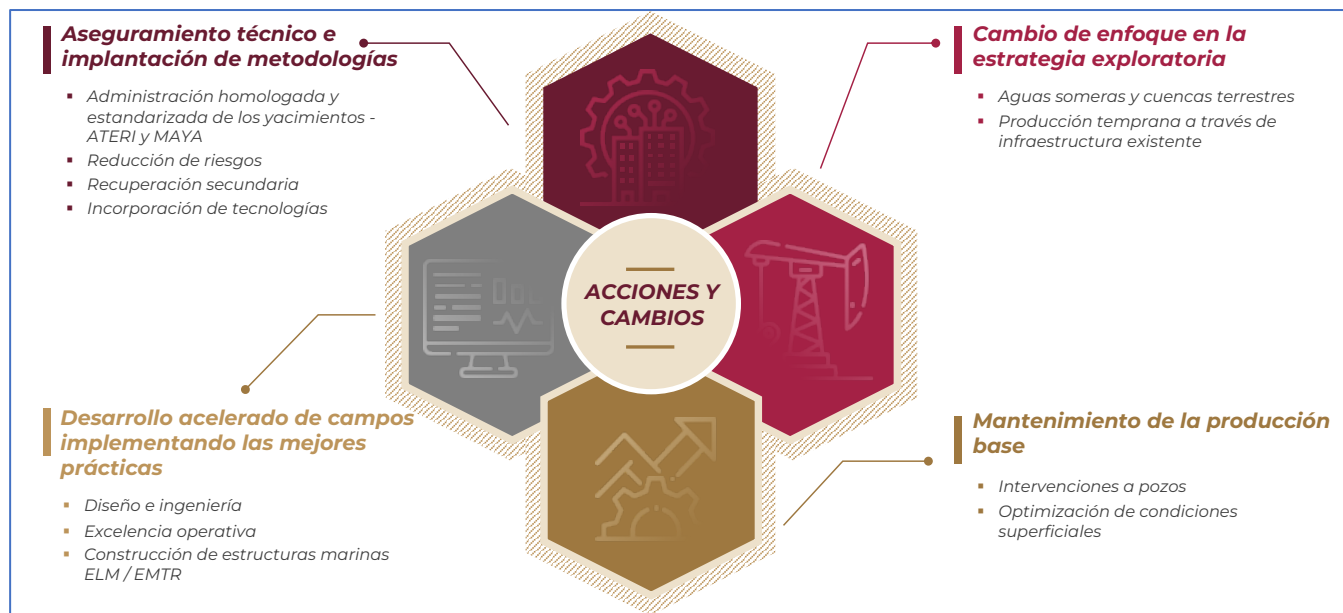 Aseguramiento técnico e
implantación de metodologías
▪ Administración homologada y
estandarizada de los yacimientos -
ATERI y MAYA
▪ Reducción de riesgos
▪ Recuperación secundaria
▪ Incorporación de tecnologías
Cambio de enfoque en la
estrategia exploratoria
▪ Aguas someras y cuencas terrestres
▪ Producción temprana a través de
infraestructura existente
ACCIONES Y
CAMBIOS
Desarrollo acelerado de campos
implementando las mejores
prácticas
▪ Diseño e ingeniería
▪ Excelencia operativa
▪ Construcción de estructuras marinas
ELM / EMTR
Mantenimiento de la producción
base
▪ Intervenciones a pozos
▪ Optimización de condiciones
superficiales